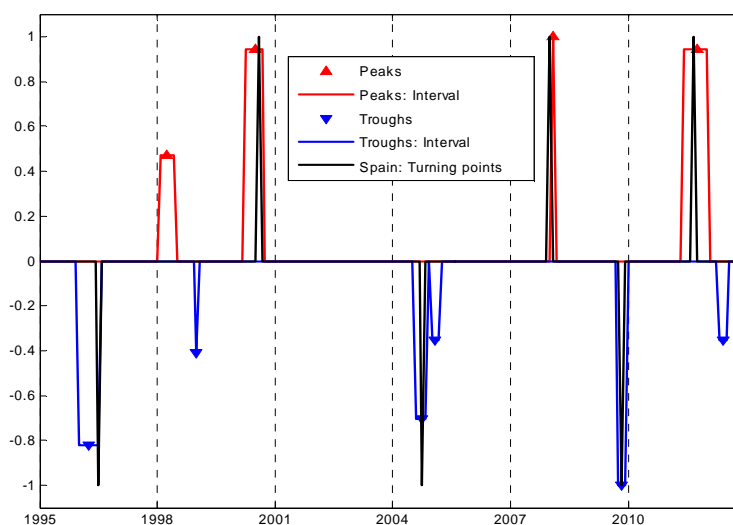 1
0.8
0.6
0.4
0.2
0
-0.2
-0.4
-0.6
-0.8
-1
Peaks
Peaks: Interval
Troughs
Troughs: Interval
Spain: Turning points
1995 1998 2001 2004 2007 2010